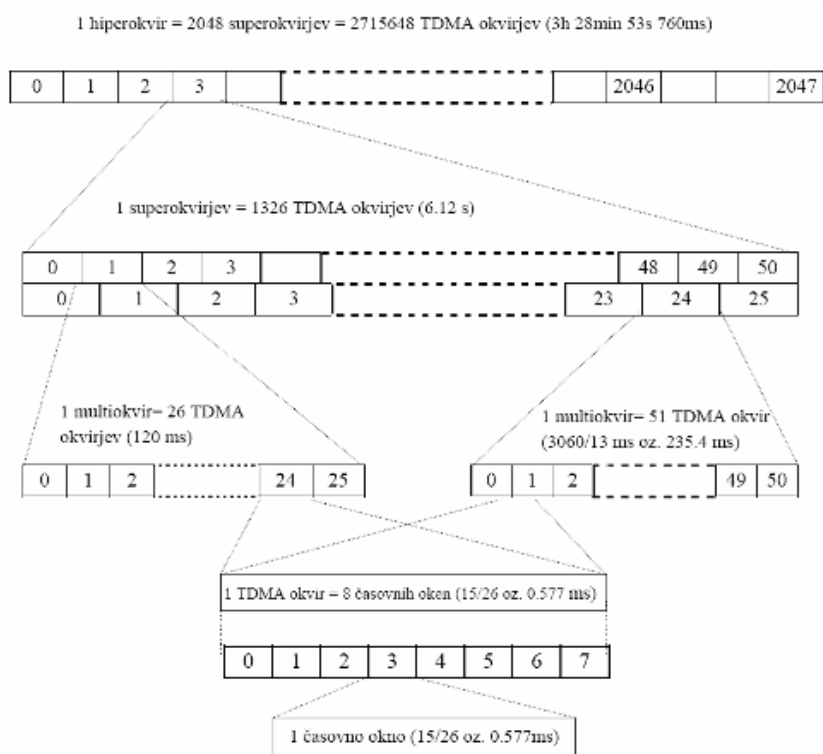 1 hiperokvir = 2048 superokvirjev = 2715648 TDMA okvirjev (3h 28min 53s 760ms)
0 1 2 3 2046 2047
1 superokvirjev = 1326 TDMA okvirjev (6.12 s)
0 1 2 3 48 49 50
0 1 2 3 23 24 25
1 multiokvir= 26 TDMA
okvirjev (120 ms)
1 multiokvir= 51 TDMA okvir
(3060/13 ms oz. 235.4 ms)
0 1 2 24 25
0 1 2 49 50
1 TDMA okvir = 8 časovnih oken (15/26 oz. 0.577 ms)
0 1 2 3 4 5 6 7
1 časovno okno (15/26 oz. 0.577ms)